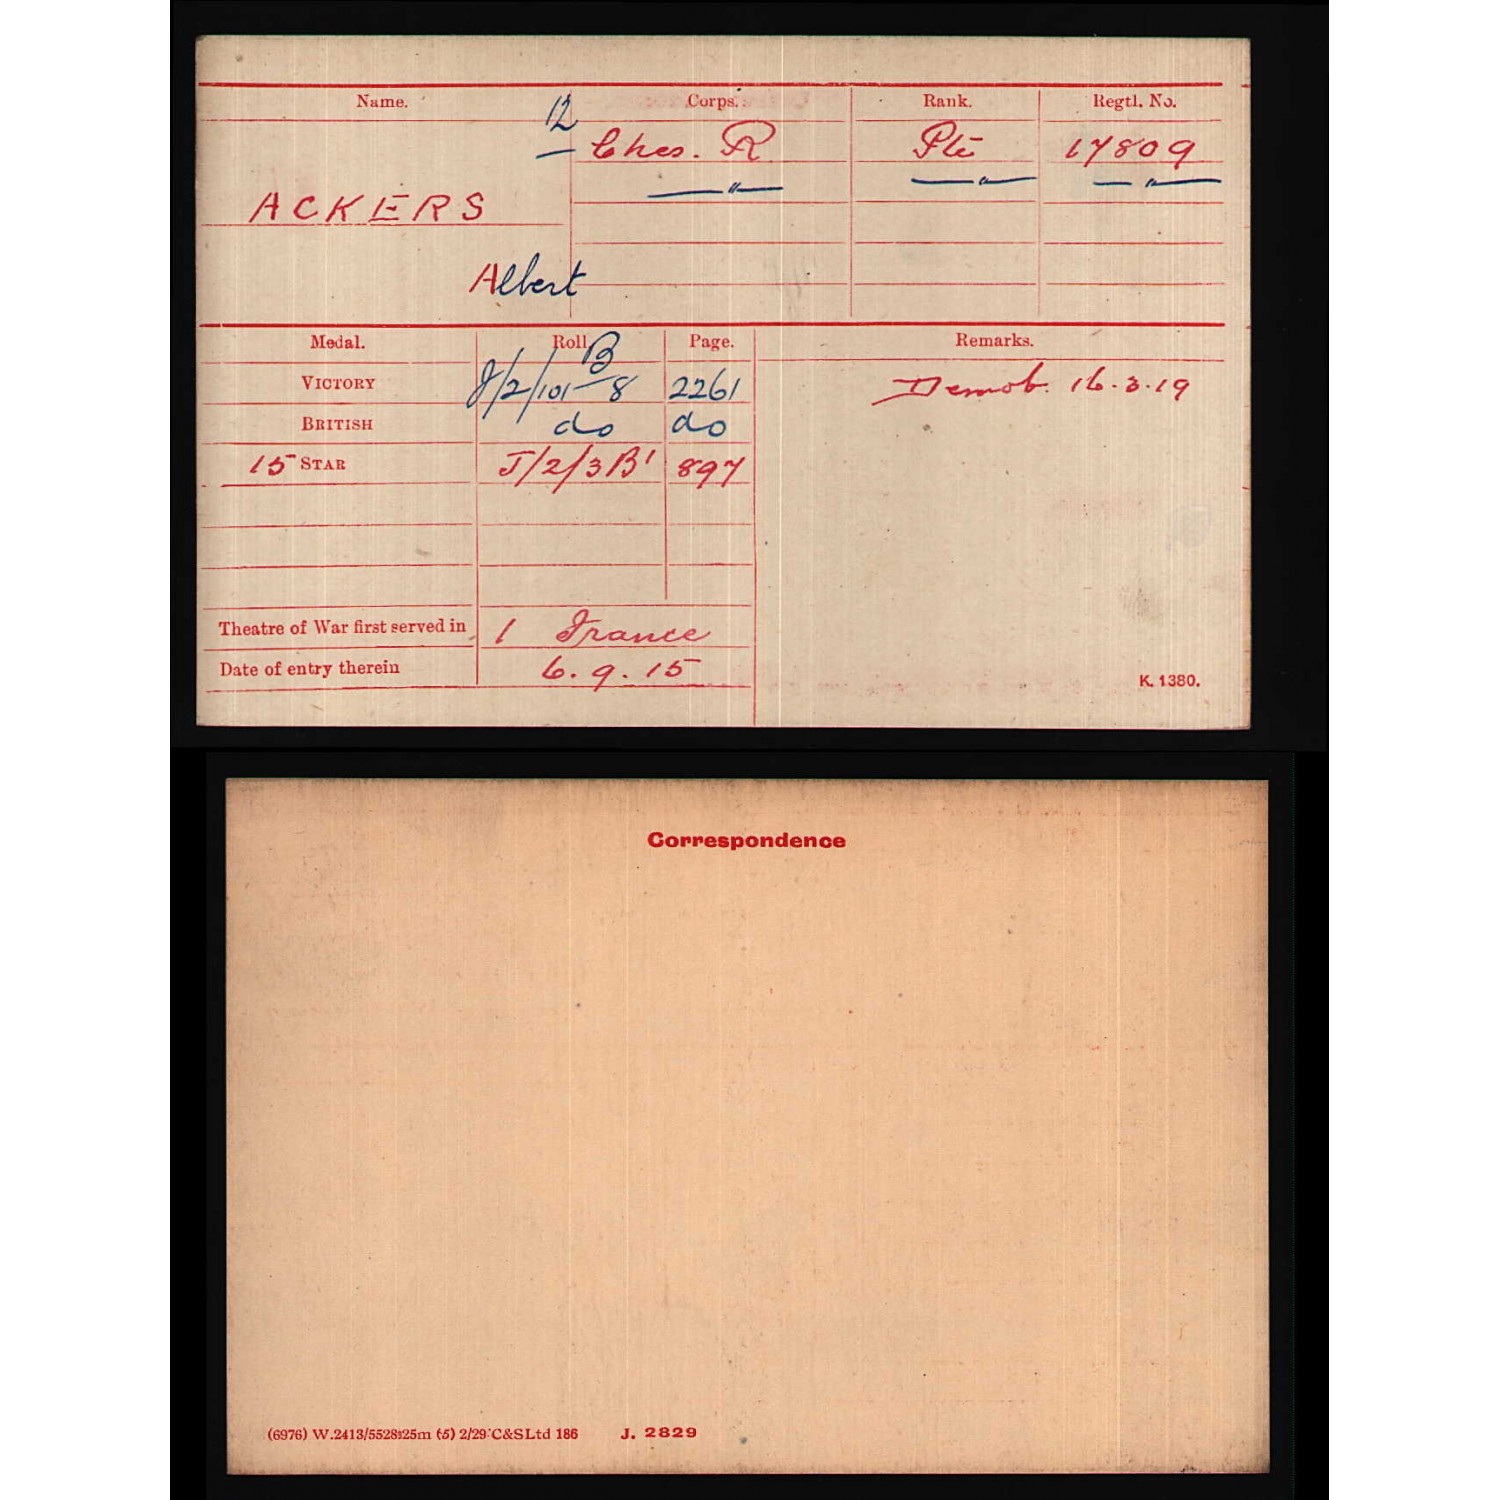 Name. Corps. Rank. Regtl. No.
12 Ches. R Pte 17809
— — " — — " — — " —
ACKERS
Albert
Medal. Roll. Page. Remarks.
VICTORY J/2/101 B 8 2261 Demob. 16.3.19
BRITISH do do
15 STAR J/2/3B' 897
Theatre of War first served in 1 France
Date of entry therein 6.9.15
K. 1380.
Correspondence
(6976) W.2413/5528 25m (5) 2/29 C&SLtd 186 J. 2829